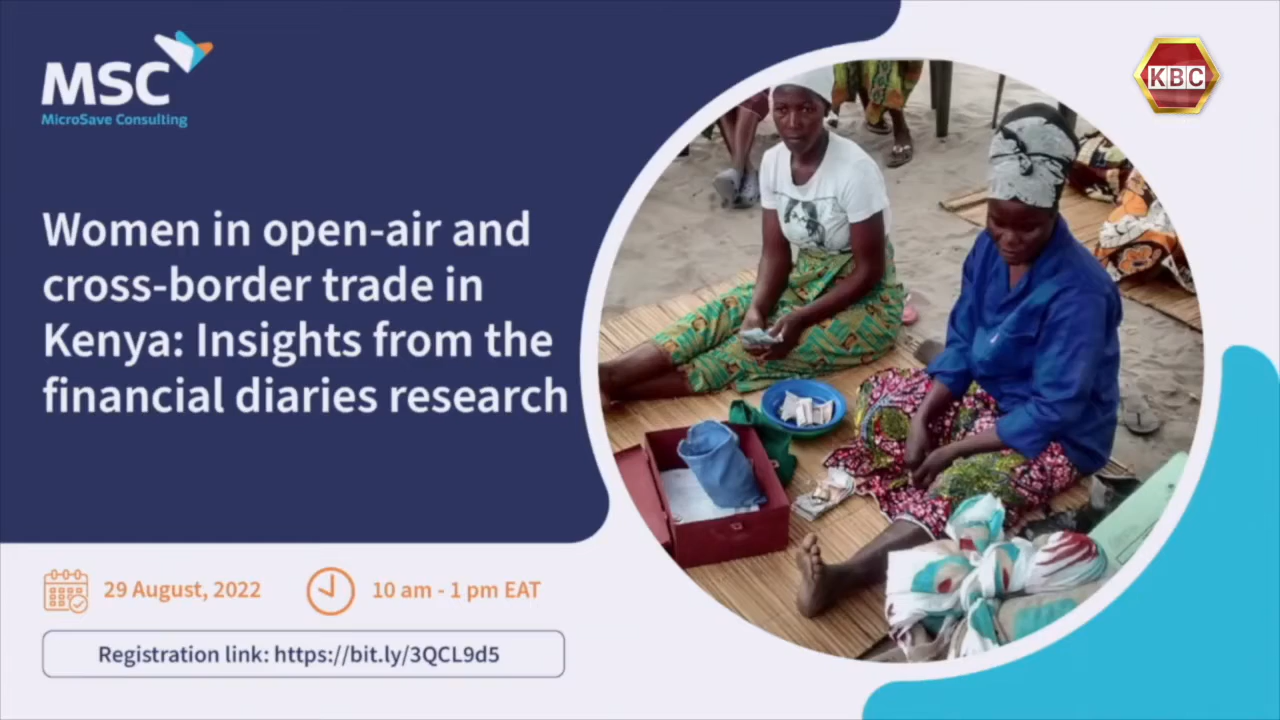 MSC
MicroSave Consulting
KBC
Women in open-air and
cross-border trade in
Kenya: Insights from the
financial diaries research
29 August, 2022
10 am - 1 pm EAT
Registration link: https://bit.ly/3QCL9d5